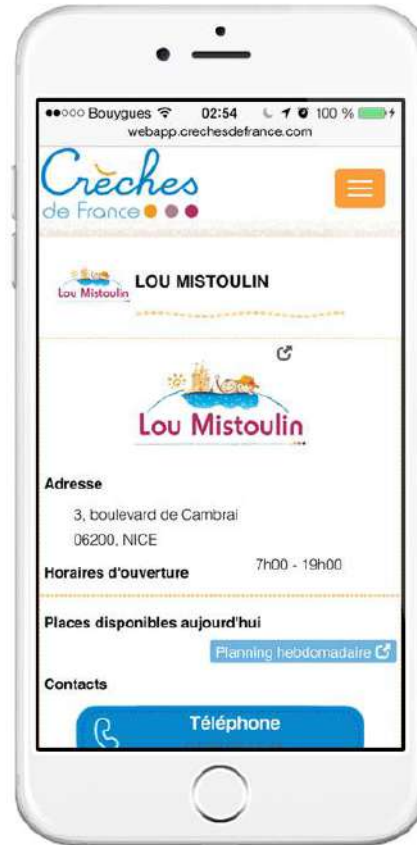 ●●○○○ Bouygues 02:54 100 %
webapp.crechesdefrance.com
Crèches
de France
Lou Mistoulin LOU MISTOULIN
Lou Mistoulin
Adresse
3, boulevard de Cambrai
06200, NICE
Horaires d'ouverture 7h00 - 19h00
Places disponibles aujourd'hui
Planning hebdomadaire
Contacts
Téléphone